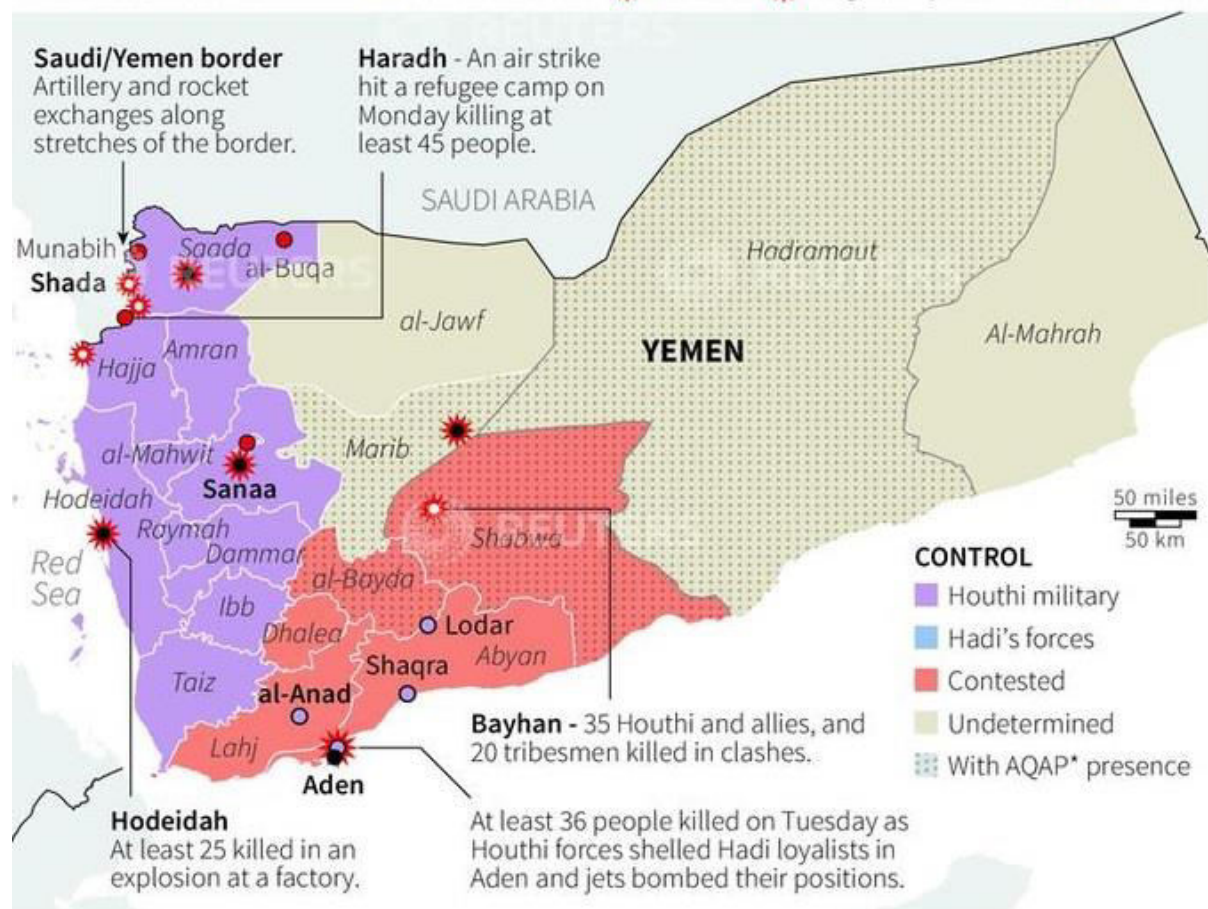 Saudi/Yemen border
Artillery and rocket
exchanges along
stretches of the border.
Haradh - An air strike
hit a refugee camp on
Monday killing at
least 45 people.
REUTERS
SAUDI ARABIA
Munabih
Saada
al-Buqa
Shada
REUTERS
Hadramaut
al-Jawf
YEMEN
Al-Mahrah
Amran
Hajja
Marib
al-Mahwit
Sanaa
Hodeidah
Raymah
Dammar
Shabwa
REUTERS
Red
Sea
al-Bayda
Ibb
Dhalea
Lodar
Abyan
Shaqra
Taiz
al-Anad
Lahj
Aden
50 miles
50 km
CONTROL
Houthi military
Hadi's forces
Contested
Undetermined
With AQAP* presence
Bayhan - 35 Houthi and allies, and
20 tribesmen killed in clashes.
Hodeidah
At least 25 killed in an
explosion at a factory.
At least 36 people killed on Tuesday as
Houthi forces shelled Hadi loyalists in
Aden and jets bombed their positions.